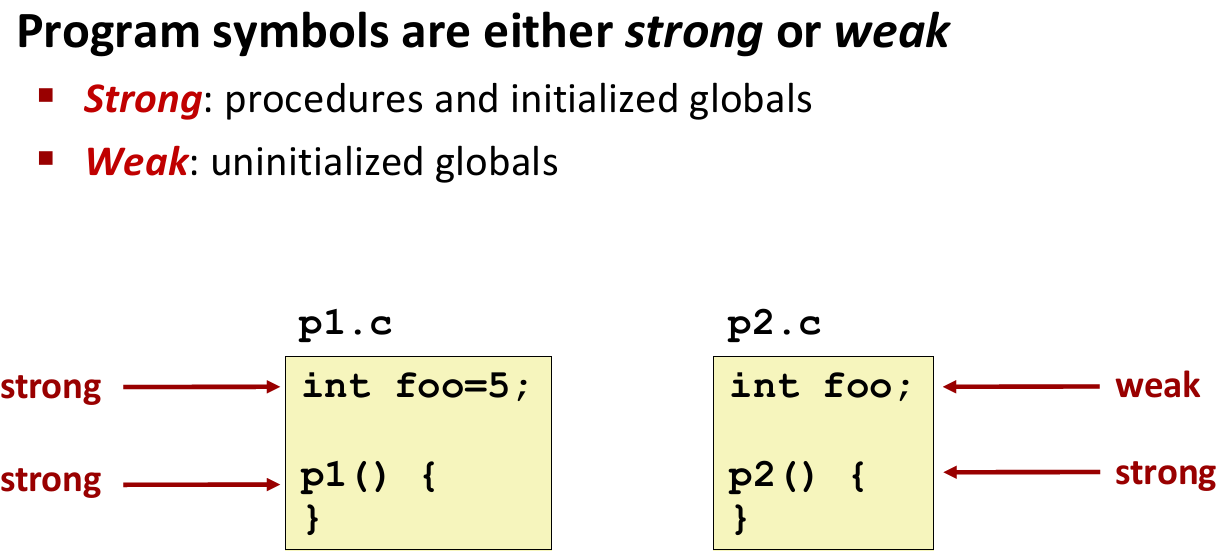 Program symbols are either strong or weak
▪ Strong: procedures and initialized globals
▪ Weak: uninitialized globals
p1.c
p2.c
strong
int foo=5;
int foo;
weak
strong
p1() {
p2() {
strong
}
}